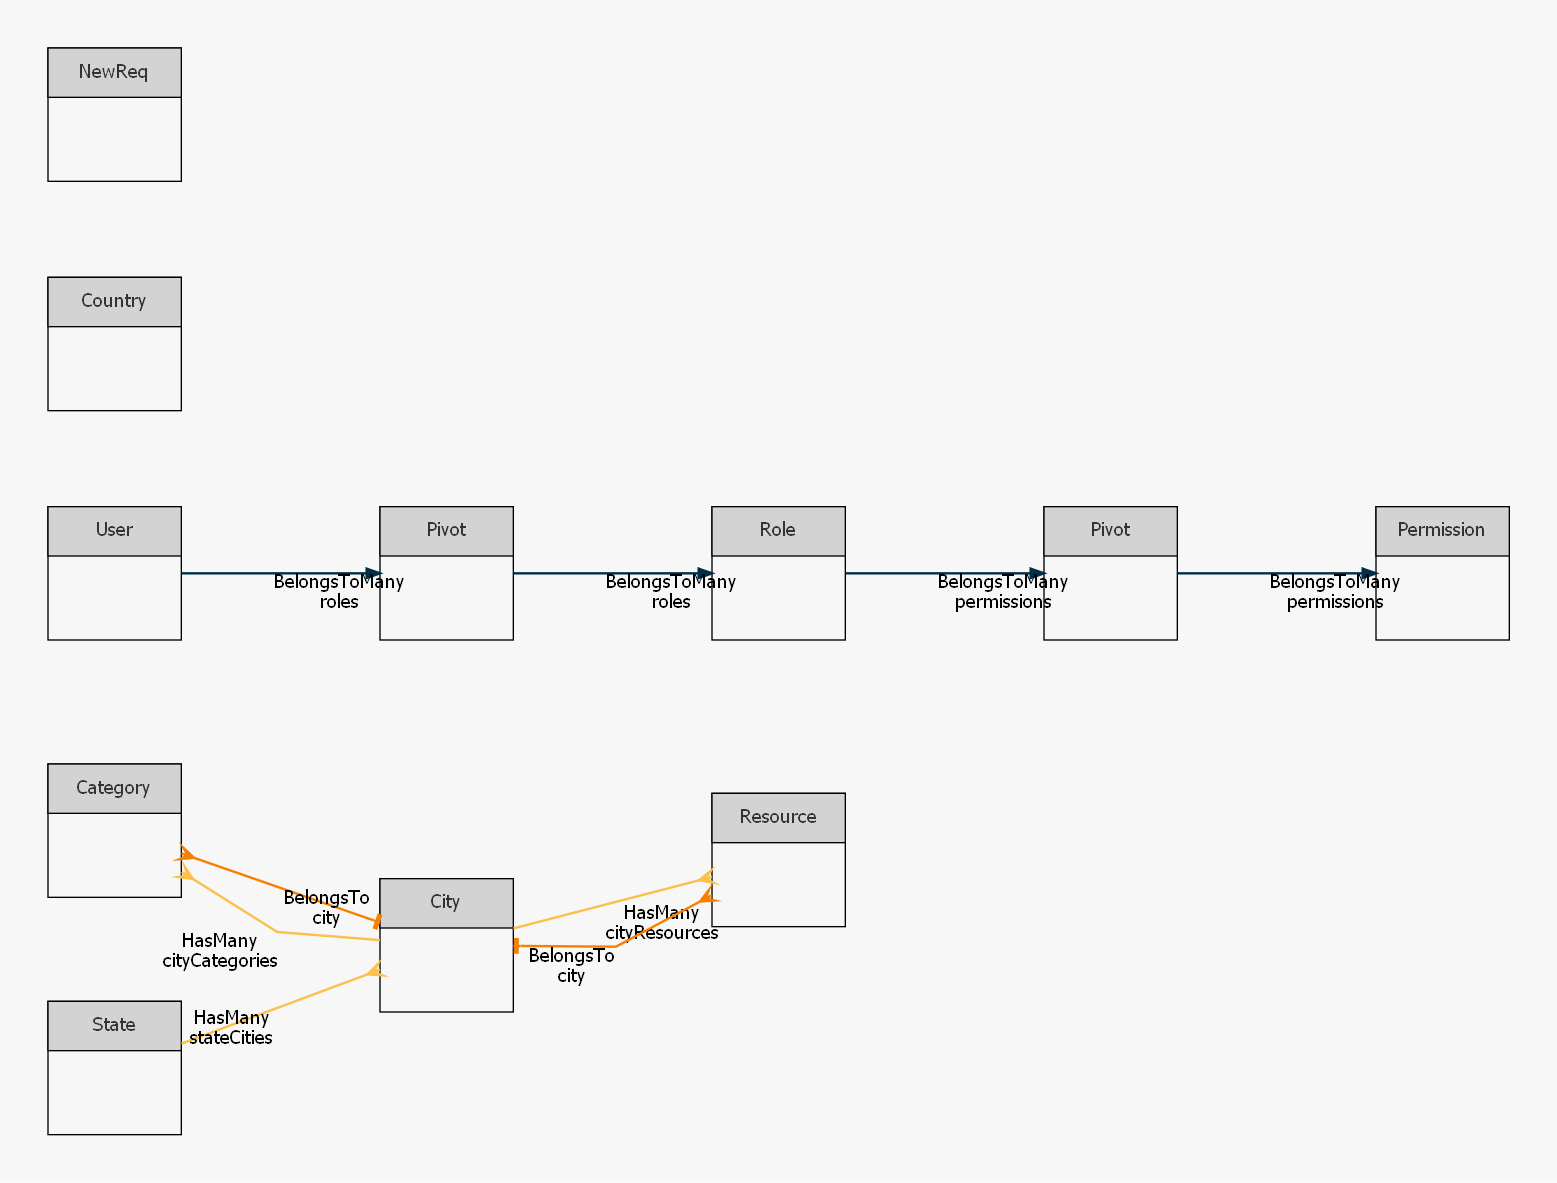 NewReq
Country
User
Pivot
Role
Pivot
Permission
BelongsToMany
roles
BelongsToMany
roles
BelongsToMany
permissions
BelongsToMany
permissions
Category
Resource
BelongsTo
city
City
HasMany
cityResources
HasMany
cityCategories
BelongsTo
city
State
HasMany
stateCities